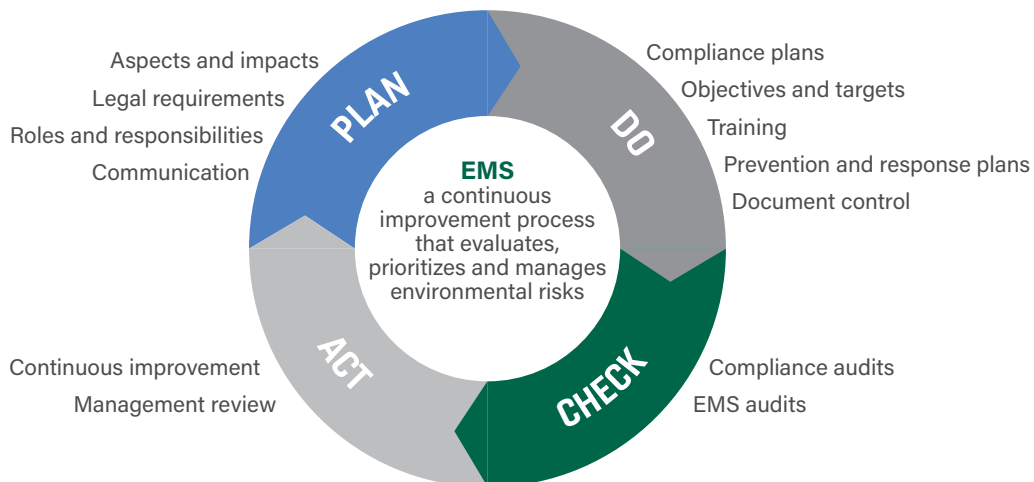 Aspects and impacts
Legal requirements
Roles and responsibilities
Communication
PLAN
DO
Compliance plans
Objectives and targets
Training
Prevention and response plans
Document control
EMS
a continuous
improvement process
that evaluates,
prioritizes and manages
environmental risks
ACT
Continuous improvement
Management review
CHECK
Compliance audits
EMS audits